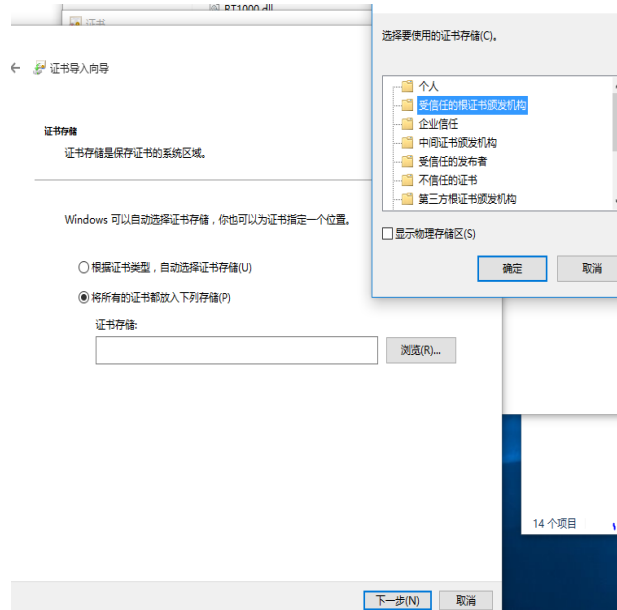 RT1000.dll
证书
选择要使用的证书存储(C)。
证书导入向导
个人
受信任的根证书颁发机构
企业信任
中间证书颁发机构
受信任的发布者
不信任的证书
第三方根证书颁发机构
显示物理存储区(S)
确定
取消
证书存储
证书存储是保存证书的系统区域。
Windows 可以自动选择证书存储，你也可以为证书指定一个位置。
根据证书类型，自动选择证书存储(U)
将所有的证书都放入下列存储(P)
证书存储:
浏览(R)...
14 个项目
下一步(N)
取消